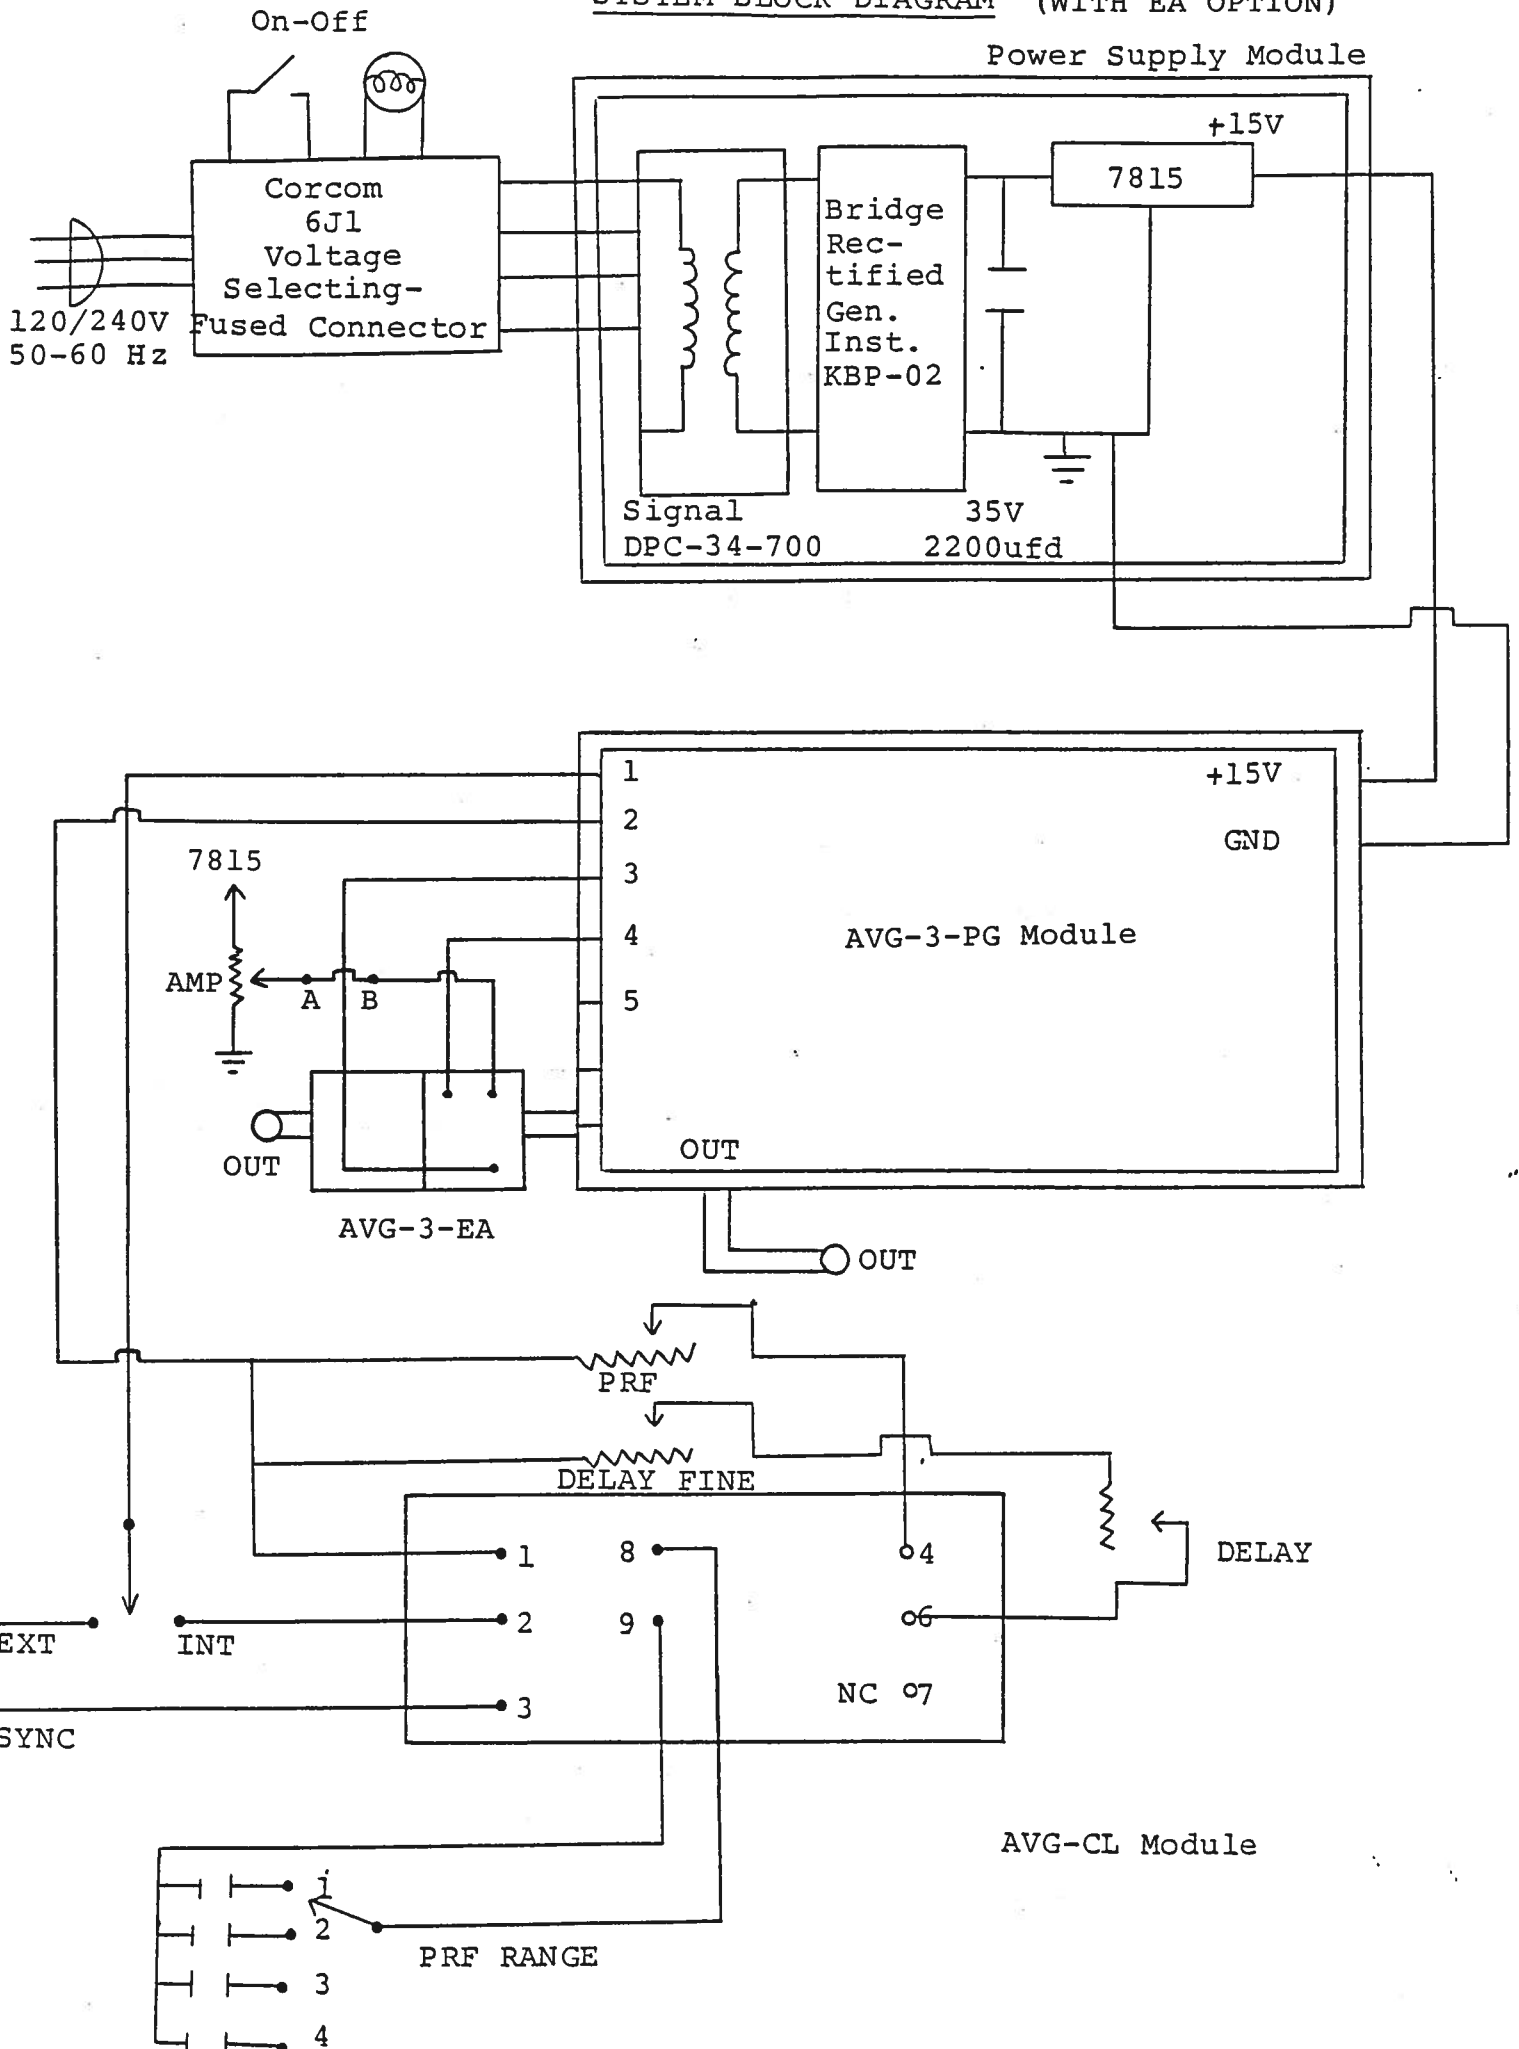 SYSTEM BLOCK DIAGRAM (WITH EA OPTION)
On-Off
Power Supply Module
+15V
7815
Corcom
6J1
Voltage
Selecting-
Fused Connector
120/240V
50-60 Hz
Bridge
Rec-
tified
Gen.
Inst.
KBP-02
Signal
DPC-34-700
35V
2200ufd
1
+15V
2
GND
7815
3
4
AVG-3-PG Module
AMP
A
B
5
OUT
OUT
AVG-3-EA
OUT
PRF
DELAY FINE
1
8
4
DELAY
2
9
6
EXT
INT
NC
7
3
SYNC
AVG-CL Module
1
2
PRF RANGE
3
4